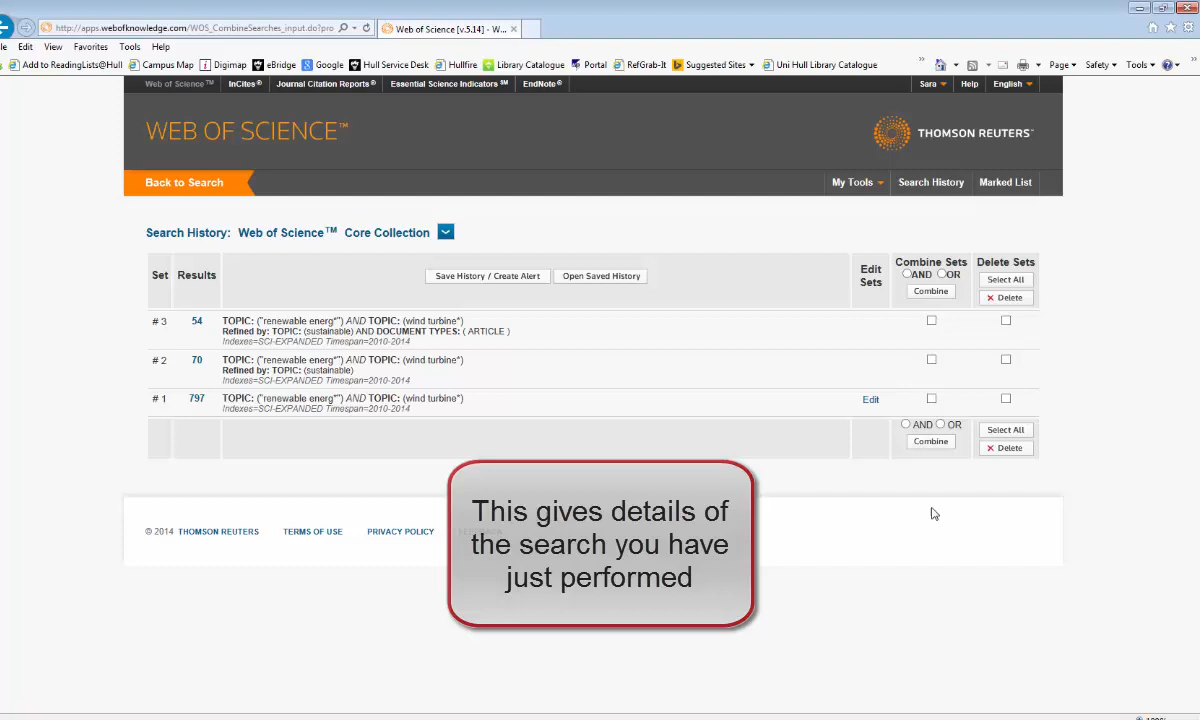 http://apps.webofknowledge.com/WOS_CombineSearches_input.do?pro
Web of Science [v.5.14] - W...
Edit View Favorites Tools Help
Add to ReadingLists@Hull Campus Map Digimap eBridge Google Hull Service Desk Hullfire Library Catalogue Portal RefGrab-It Suggested Sites Uni Hull Library Catalogue » Page Safety Tools »
Web of Science™ InCites® Journal Citation Reports® Essential Science Indicators℠ EndNote® Sara Help English
WEB OF SCIENCE™
THOMSON REUTERS™
Back to Search
My Tools Search History Marked List
Search History: Web of Science™ Core Collection
Set Results Save History / Create Alert Open Saved History Edit Sets Combine Sets AND OR Combine Delete Sets Select All × Delete
# 3 54 TOPIC: ("renewable energ*") AND TOPIC: (wind turbine*)
Refined by: TOPIC: (sustainable) AND DOCUMENT TYPES: ( ARTICLE )
Indexes=SCI-EXPANDED Timespan=2010-2014
# 2 70 TOPIC: ("renewable energ*") AND TOPIC: (wind turbine*)
Refined by: TOPIC: (sustainable)
Indexes=SCI-EXPANDED Timespan=2010-2014
# 1 797 TOPIC: ("renewable energ*") AND TOPIC: (wind turbine*) Edit
Indexes=SCI-EXPANDED Timespan=2010-2014
AND OR Select All
Combine × Delete
This gives details of
the search you have
just performed
© 2014 THOMSON REUTERS TERMS OF USE PRIVACY POLICY